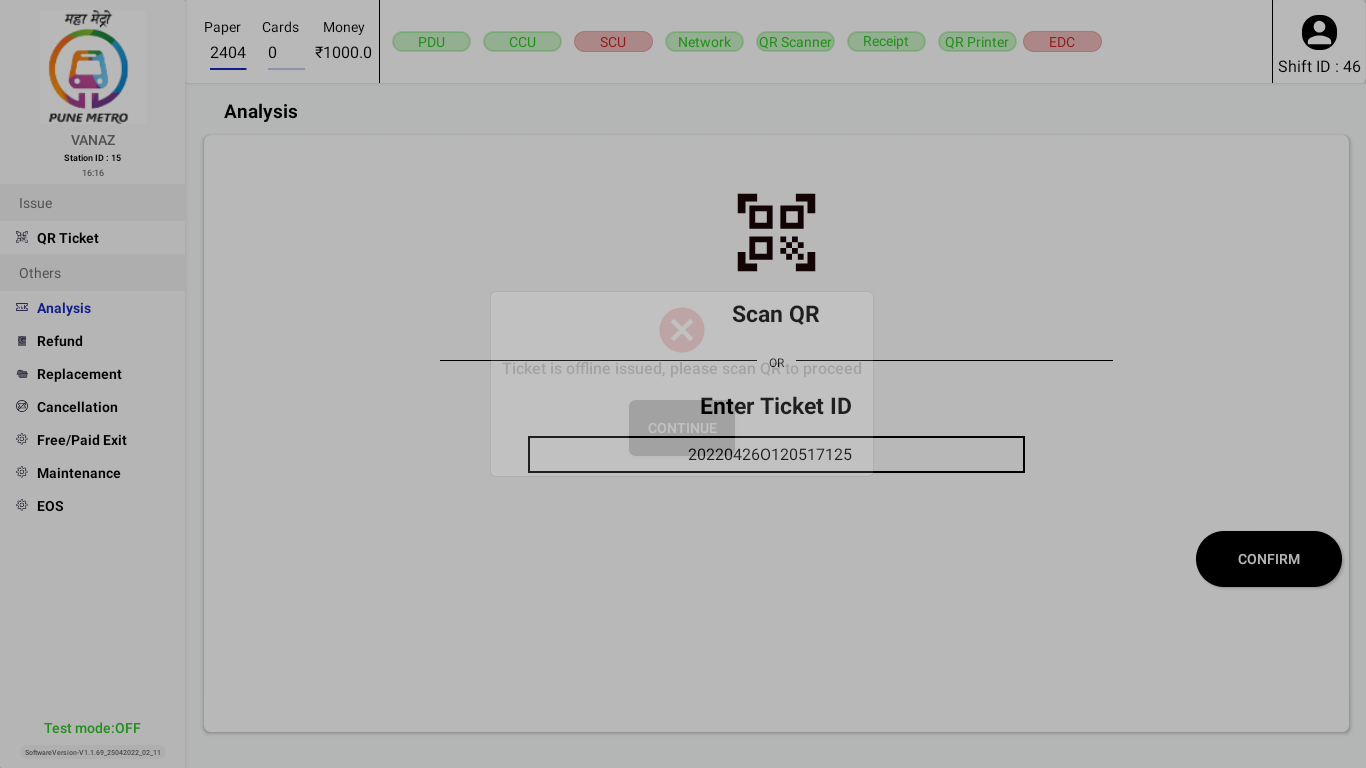 महा मेट्रो
PUNE METRO
VANAZ
Station ID : 15
16:16
Issue
QR Ticket
Others
Analysis
Refund
Replacement
Cancellation
Free/Paid Exit
Maintenance
EOS
Test mode:OFF
SoftwareVersion-V1.1.69_25042022_02_11
Paper Cards Money
2404 0 ₹1000.0
PDU CCU SCU Network QR Scanner Receipt QR Printer EDC
Shift ID : 46
Analysis
Scan QR
OR
Ticket is offline issued, please scan QR to proceed
Enter Ticket ID
CONTINUE
20220426O120517125
CONFIRM